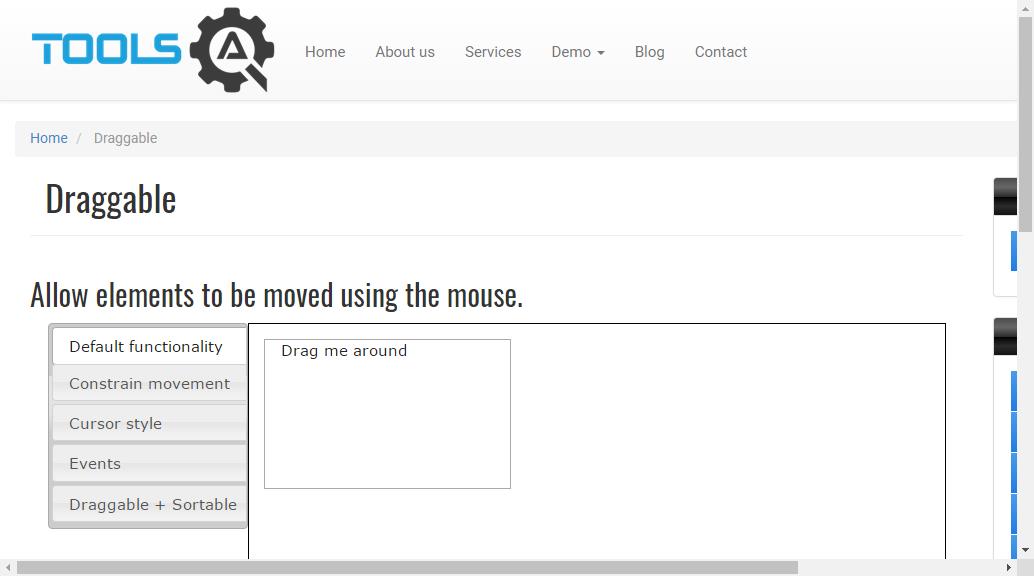 TOOLS QA
Home About us Services Demo Blog Contact
Home / Draggable
Draggable
Allow elements to be moved using the mouse.
Default functionality
Constrain movement
Cursor style
Events
Draggable + Sortable
Drag me around